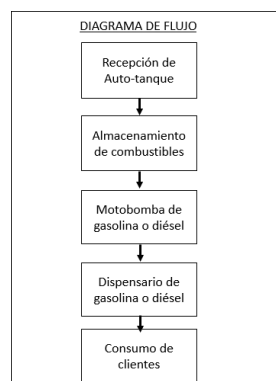 DIAGRAMA DE FLUJO
Recepción de
Auto-tanque
Almacenamiento
de combustibles
Motobomba de
gasolina o diésel
Dispensario de
gasolina o diésel
Consumo de
clientes